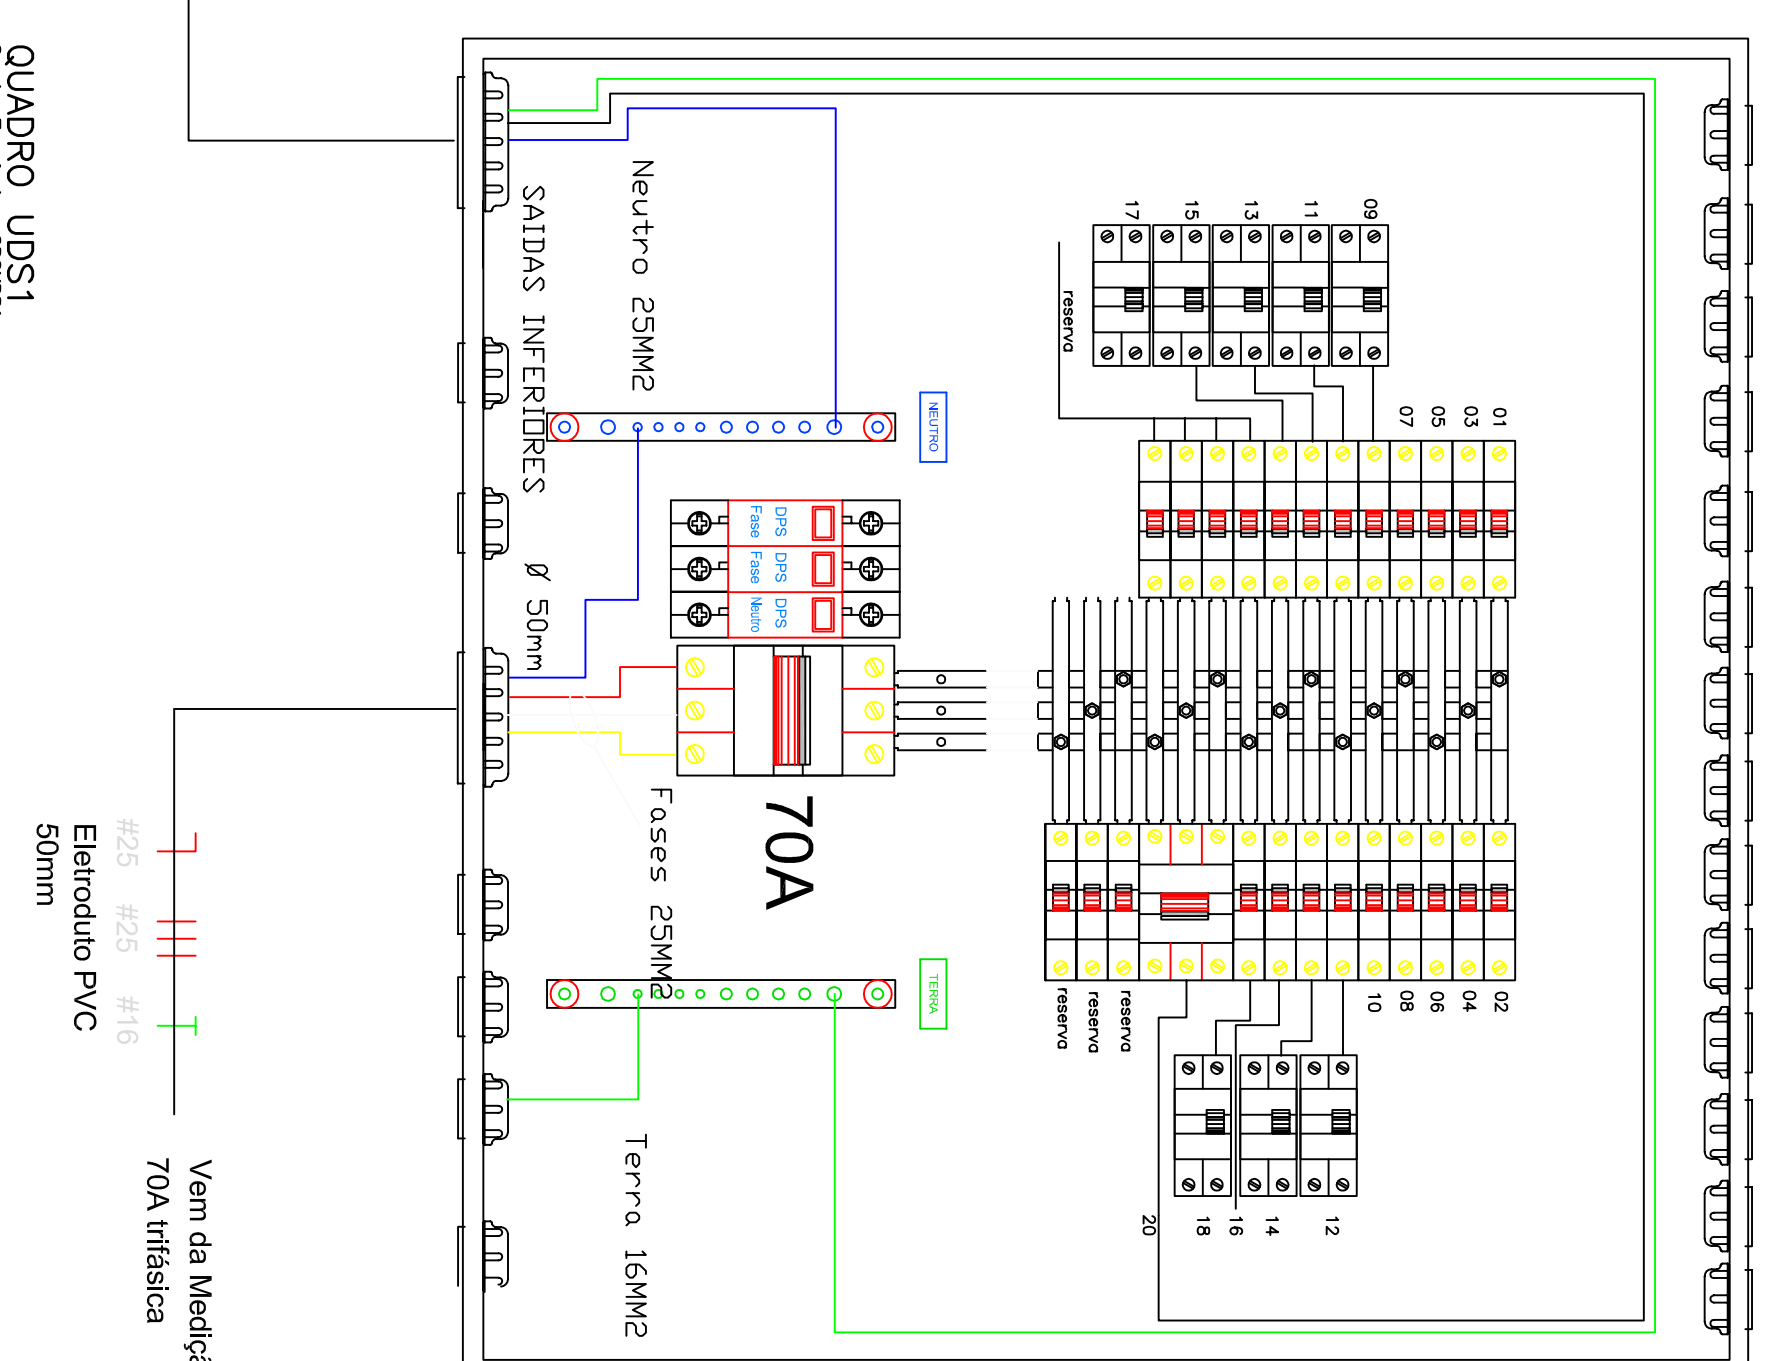 17
15
13
11
09
reserva
07
05
03
01
QUADRO UDS1
SAIDAS INFERIORES
Ø 50mm
Neutro 25MM2
NEUTRO
DPS
Fase
DPS
Fase
DPS
Neutro
70A
Fases 25MM2
TERRA
Terra 16MM2
reserva
reserva
reserva
10
08
06
04
02
20
18
16
14
12
#25
#25
#16
Eletroduto PVC
50mm
Vem da Mediçã
70A trifásica